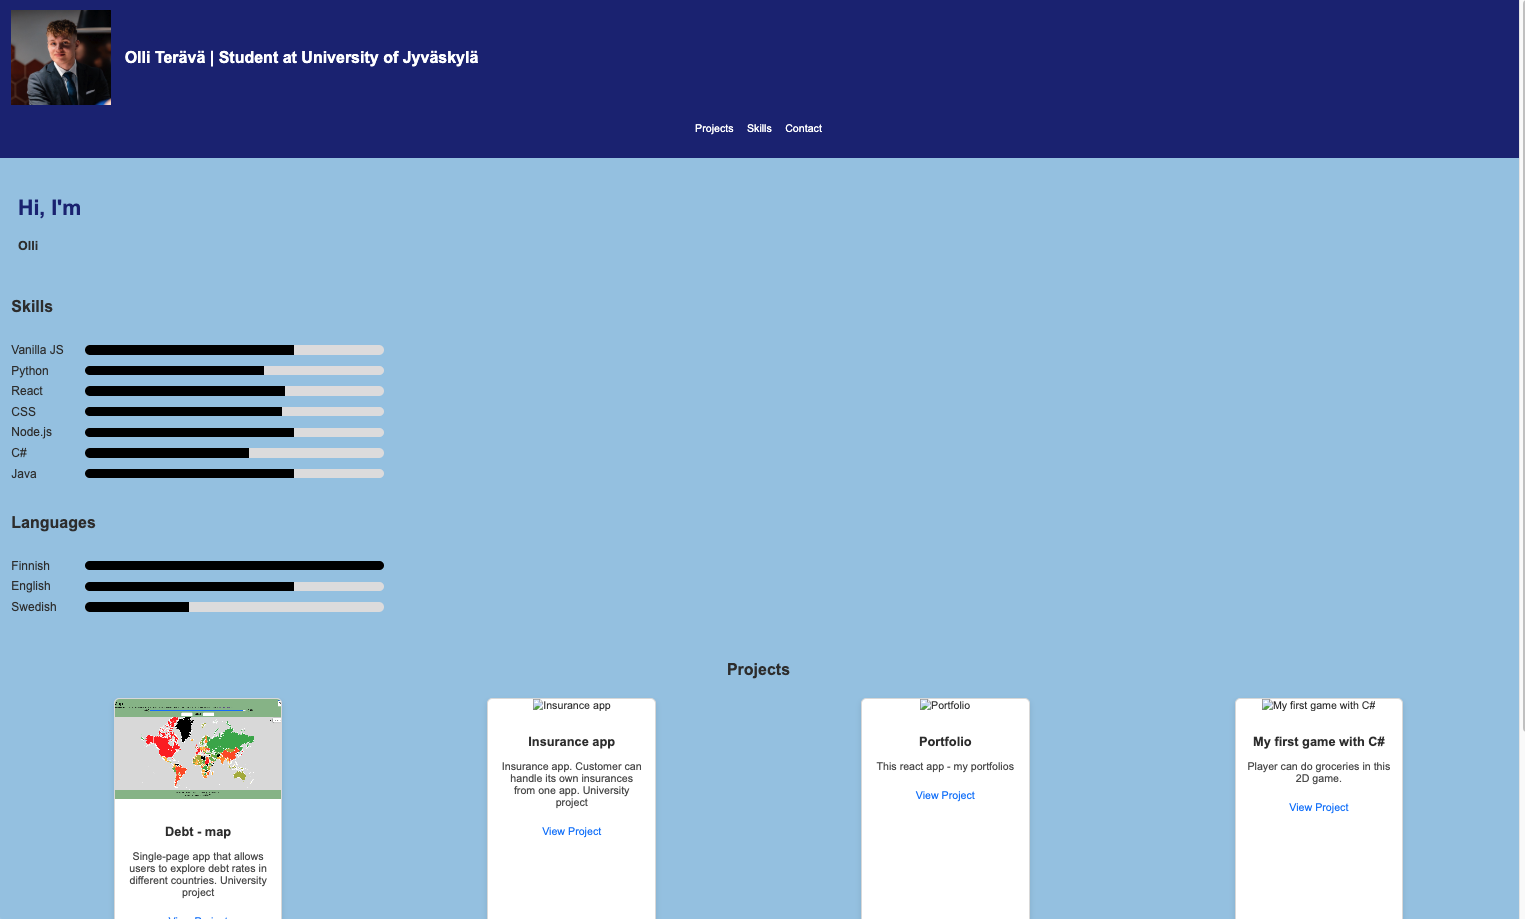 Olli Terävä | Student at University of Jyväskylä
Projects Skills Contact
Hi, I'm
Olli
Skills
Vanilla JS
Python
React
CSS
Node.js
C#
Java
Languages
Finnish
English
Swedish
Projects
Debt - map
Single-page app that allows
users to explore debt rates in
different countries. University
project
Insurance app
Insurance app
Insurance app. Customer can
handle its own insurances
from one app. University
project
View Project
Portfolio
Portfolio
This react app - my portfolios
View Project
My first game with C#
My first game with C#
Player can do groceries in this
2D game.
View Project